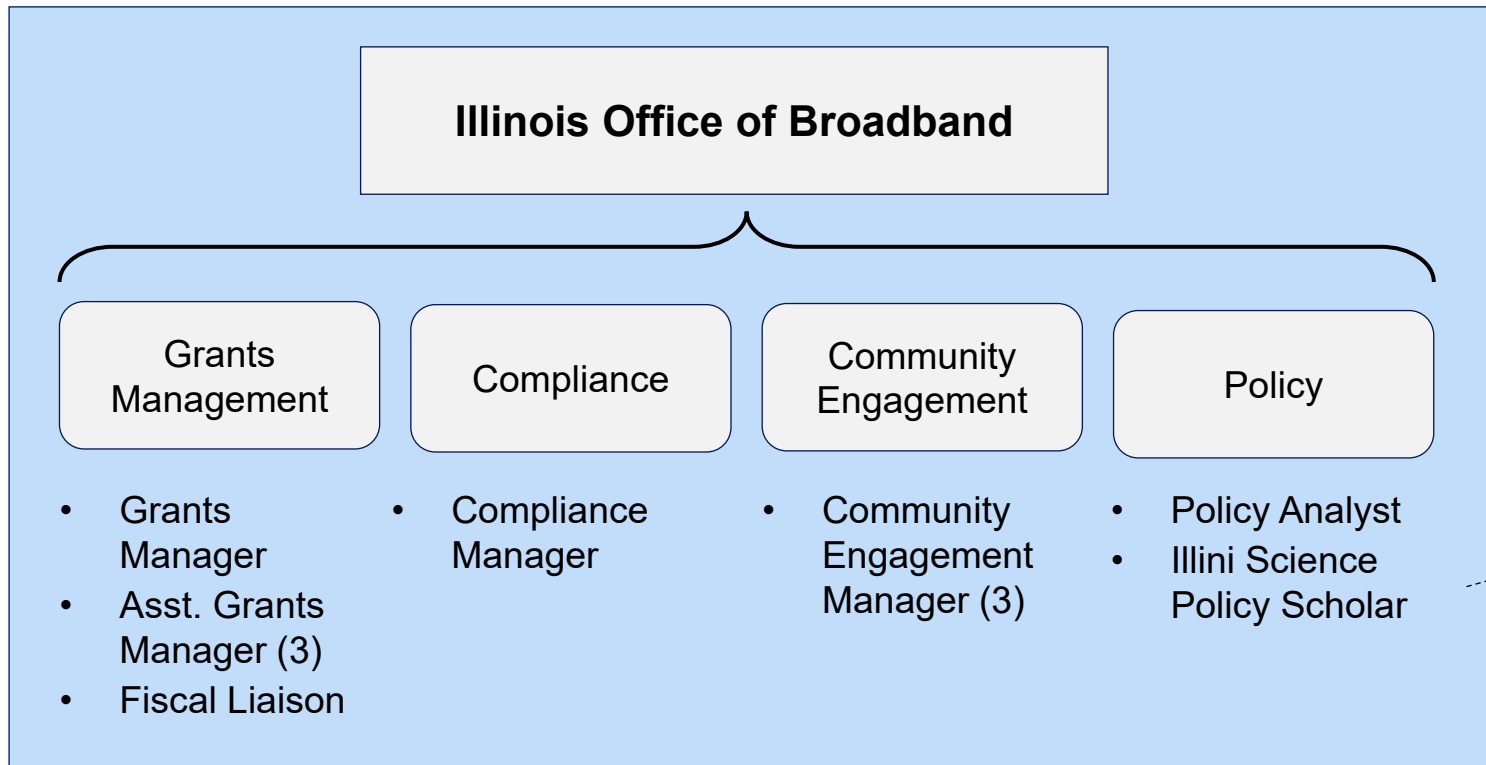 Illinois Office of Broadband
Grants
Management
Compliance
Community
Engagement
Policy
• Grants
Manager
• Asst. Grants
Manager (3)
• Fiscal Liaison
• Compliance
Manager
• Community
Engagement
Manager (3)
• Policy Analyst
• Illini Science
Policy Scholar